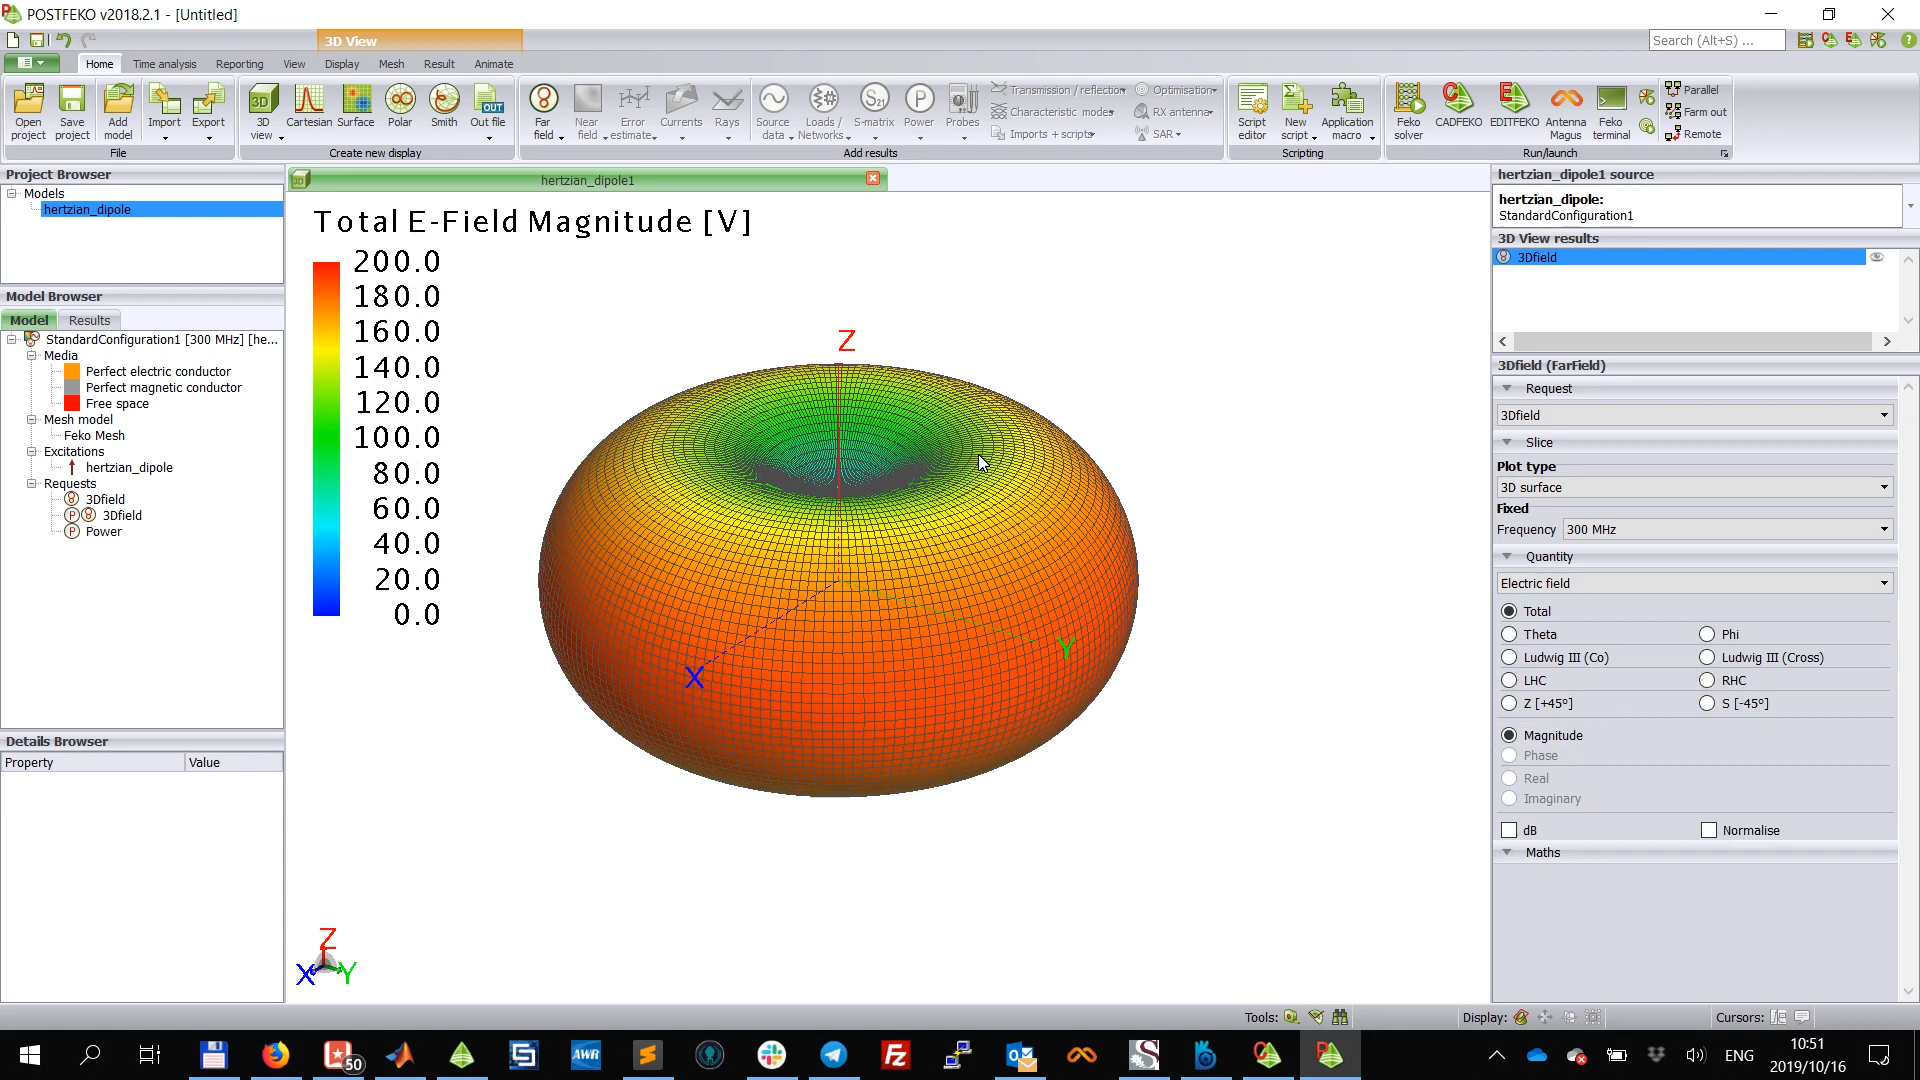 POSTFEKO v2018.2.1 - [Untitled]
3D View
Search (Alt+S) ...
Home Time analysis Reporting View Display Mesh Result Animate
Open project
Save project
Add model
Import
Export
3D view
Cartesian
Surface
Polar
Smith
Out file
Far field
Near field
Error estimate
Currents
Rays
Source data
Loads / Networks
S-matrix
Power
Probes
Transmission / reflection
Characteristic modes
Imports + scripts
Optimisation
RX antenna
SAR
Script editor
New script
Application macro
Feko solver
CADFEKO
EDITFEKO
Antenna Magus
Feko terminal
Parallel
Farm out
Remote
File
Create new display
Add results
Scripting
Run/launch
Project Browser
Models
hertzian_dipole
Model Browser
Model Results
StandardConfiguration1 [300 MHz] [he...
Media
Perfect electric conductor
Perfect magnetic conductor
Free space
Mesh model
Feko Mesh
Excitations
hertzian_dipole
Requests
3Dfield
3Dfield
Power
Details Browser
Property Value
hertzian_dipole1
Total E-Field Magnitude [V]
200.0
180.0
160.0
140.0
120.0
100.0
80.0
60.0
40.0
20.0
0.0
Z
X
Y
Z
X
Y
hertzian_dipole1 source
hertzian_dipole:
StandardConfiguration1
3D View results
3Dfield
3Dfield (FarField)
Request
3Dfield
Slice
Plot type
3D surface
Fixed
Frequency 300 MHz
Quantity
Electric field
Total
Theta Phi
Ludwig III (Co) Ludwig III (Cross)
LHC RHC
Z [+45º] S [-45º]
Magnitude
Phase
Real
Imaginary
dB Normalise
Maths
Tools: Display: Cursors:
50
AWR
ENG
10:51
2019/10/16